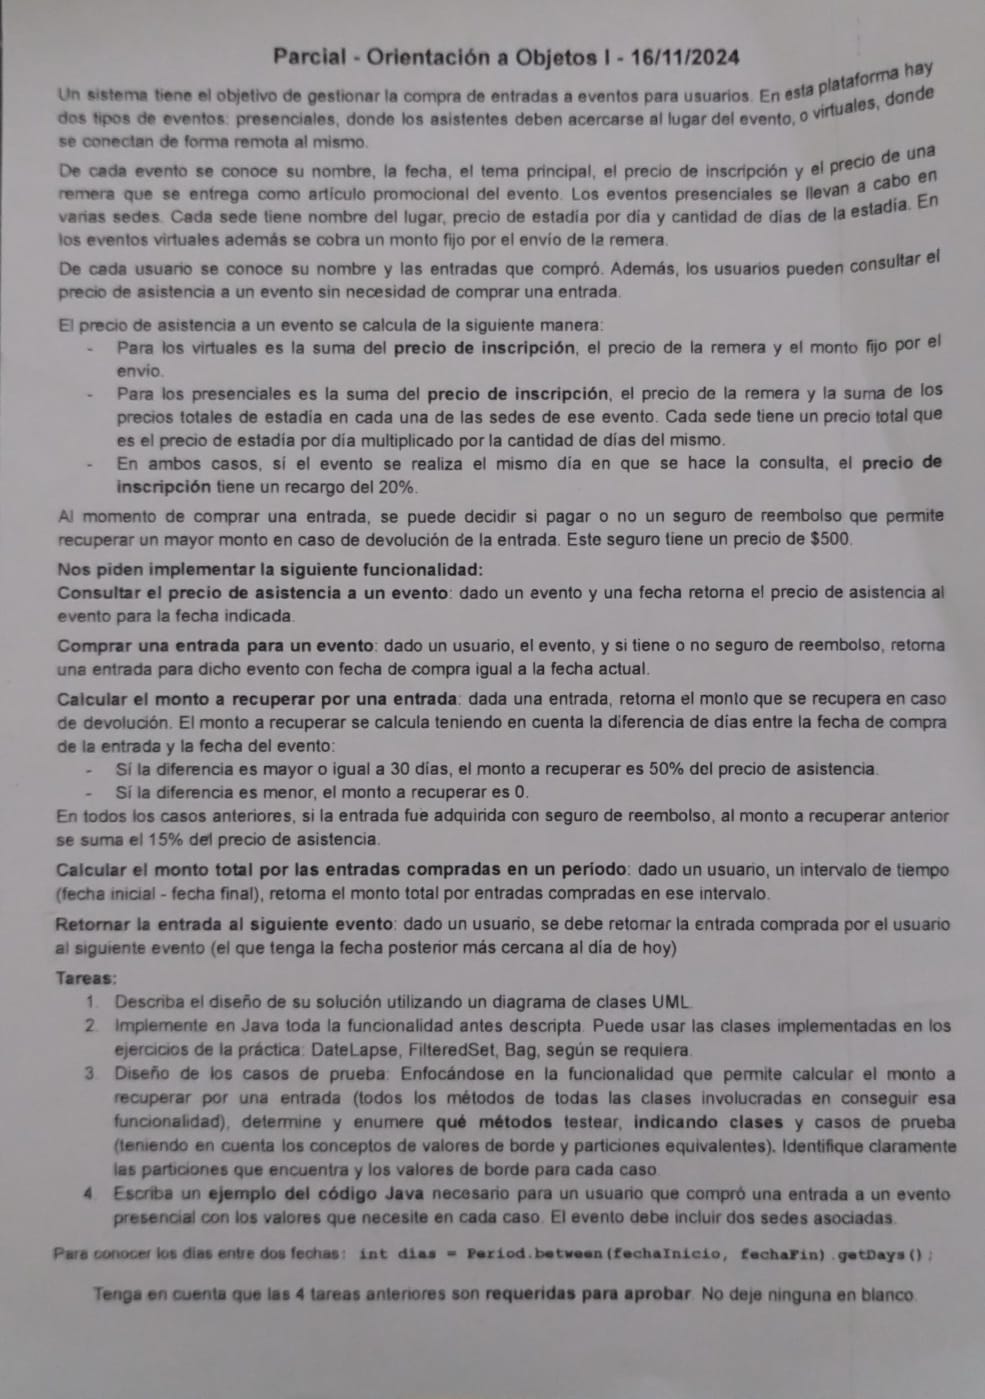 Parcial - Orientación a Objetos I - 16/11/2024
Un sistema tiene el objetivo de gestionar la compra de entradas a eventos para usuarios. En esta plataforma hay
dos tipos de eventos: presenciales, donde los asistentes deben acercarse al lugar del evento, o virtuales, donde
se conectan de forma remota al mismo.
De cada evento se conoce su nombre, la fecha, el tema principal, el precio de inscripción y el precio de una
remera que se entrega como artículo promocional del evento. Los eventos presenciales se llevan a cabo en
varias sedes. Cada sede tiene nombre del lugar, precio de estadía por día y cantidad de días de la estadía. En
los eventos virtuales además se cobra un monto fijo por el envío de la remera.
De cada usuario se conoce su nombre y las entradas que compró. Además, los usuarios pueden consultar el
precio de asistencia a un evento sin necesidad de comprar una entrada.
El precio de asistencia a un evento se calcula de la siguiente manera:
- Para los virtuales es la suma del precio de inscripción, el precio de la remera y el monto fijo por el
envío.
- Para los presenciales es la suma del precio de inscripción, el precio de la remera y la suma de los
precios totales de estadía en cada una de las sedes de ese evento. Cada sede tiene un precio total que
es el precio de estadía por día multiplicado por la cantidad de días del mismo.
- En ambos casos, si el evento se realiza el mismo día en que se hace la consulta, el precio de
inscripción tiene un recargo del 20%.
Al momento de comprar una entrada, se puede decidir si pagar o no un seguro de reembolso que permite
recuperar un mayor monto en caso de devolución de la entrada. Este seguro tiene un precio de $500.
Nos piden implementar la siguiente funcionalidad:
Consultar el precio de asistencia a un evento: dado un evento y una fecha retorna el precio de asistencia al
evento para la fecha indicada.
Comprar una entrada para un evento: dado un usuario, el evento, y si tiene o no seguro de reembolso, retorna
una entrada para dicho evento con fecha de compra igual a la fecha actual.
Calcular el monto a recuperar por una entrada: dada una entrada, retorna el monto que se recupera en caso
de devolución. El monto a recuperar se calcula teniendo en cuenta la diferencia de días entre la fecha de compra
de la entrada y la fecha del evento:
- Si la diferencia es mayor o igual a 30 días, el monto a recuperar es 50% del precio de asistencia.
- Si la diferencia es menor, el monto a recuperar es 0.
En todos los casos anteriores, si la entrada fue adquirida con seguro de reembolso, al monto a recuperar anterior
se suma el 15% del precio de asistencia.
Calcular el monto total por las entradas compradas en un período: dado un usuario, un intervalo de tiempo
(fecha inicial - fecha final), retorna el monto total por entradas compradas en ese intervalo.
Retornar la entrada al siguiente evento: dado un usuario, se debe retornar la entrada comprada por el usuario
al siguiente evento (el que tenga la fecha posterior más cercana al día de hoy)
Tareas:
1. Describa el diseño de su solución utilizando un diagrama de clases UML.
2. Implemente en Java toda la funcionalidad antes descripta. Puede usar las clases implementadas en los
ejercicios de la práctica: DateLapse, FilteredSet, Bag, según se requiera.
3. Diseño de los casos de prueba: Enfocándose en la funcionalidad que permite calcular el monto a
recuperar por una entrada (todos los métodos de todas las clases involucradas en conseguir esa
funcionalidad), determine y enumere qué métodos testear, indicando clases y casos de prueba
(teniendo en cuenta los conceptos de valores de borde y particiones equivalentes). Identifique claramente
las particiones que encuentra y los valores de borde para cada caso.
4. Escriba un ejemplo del código Java necesario para un usuario que compró una entrada a un evento
presencial con los valores que necesite en cada caso. El evento debe incluir dos sedes asociadas.
Para conocer los días entre dos fechas: int dias = Period.between(fechaInicio, fechaFin).getDays();
Tenga en cuenta que las 4 tareas anteriores son requeridas para aprobar. No deje ninguna en blanco.